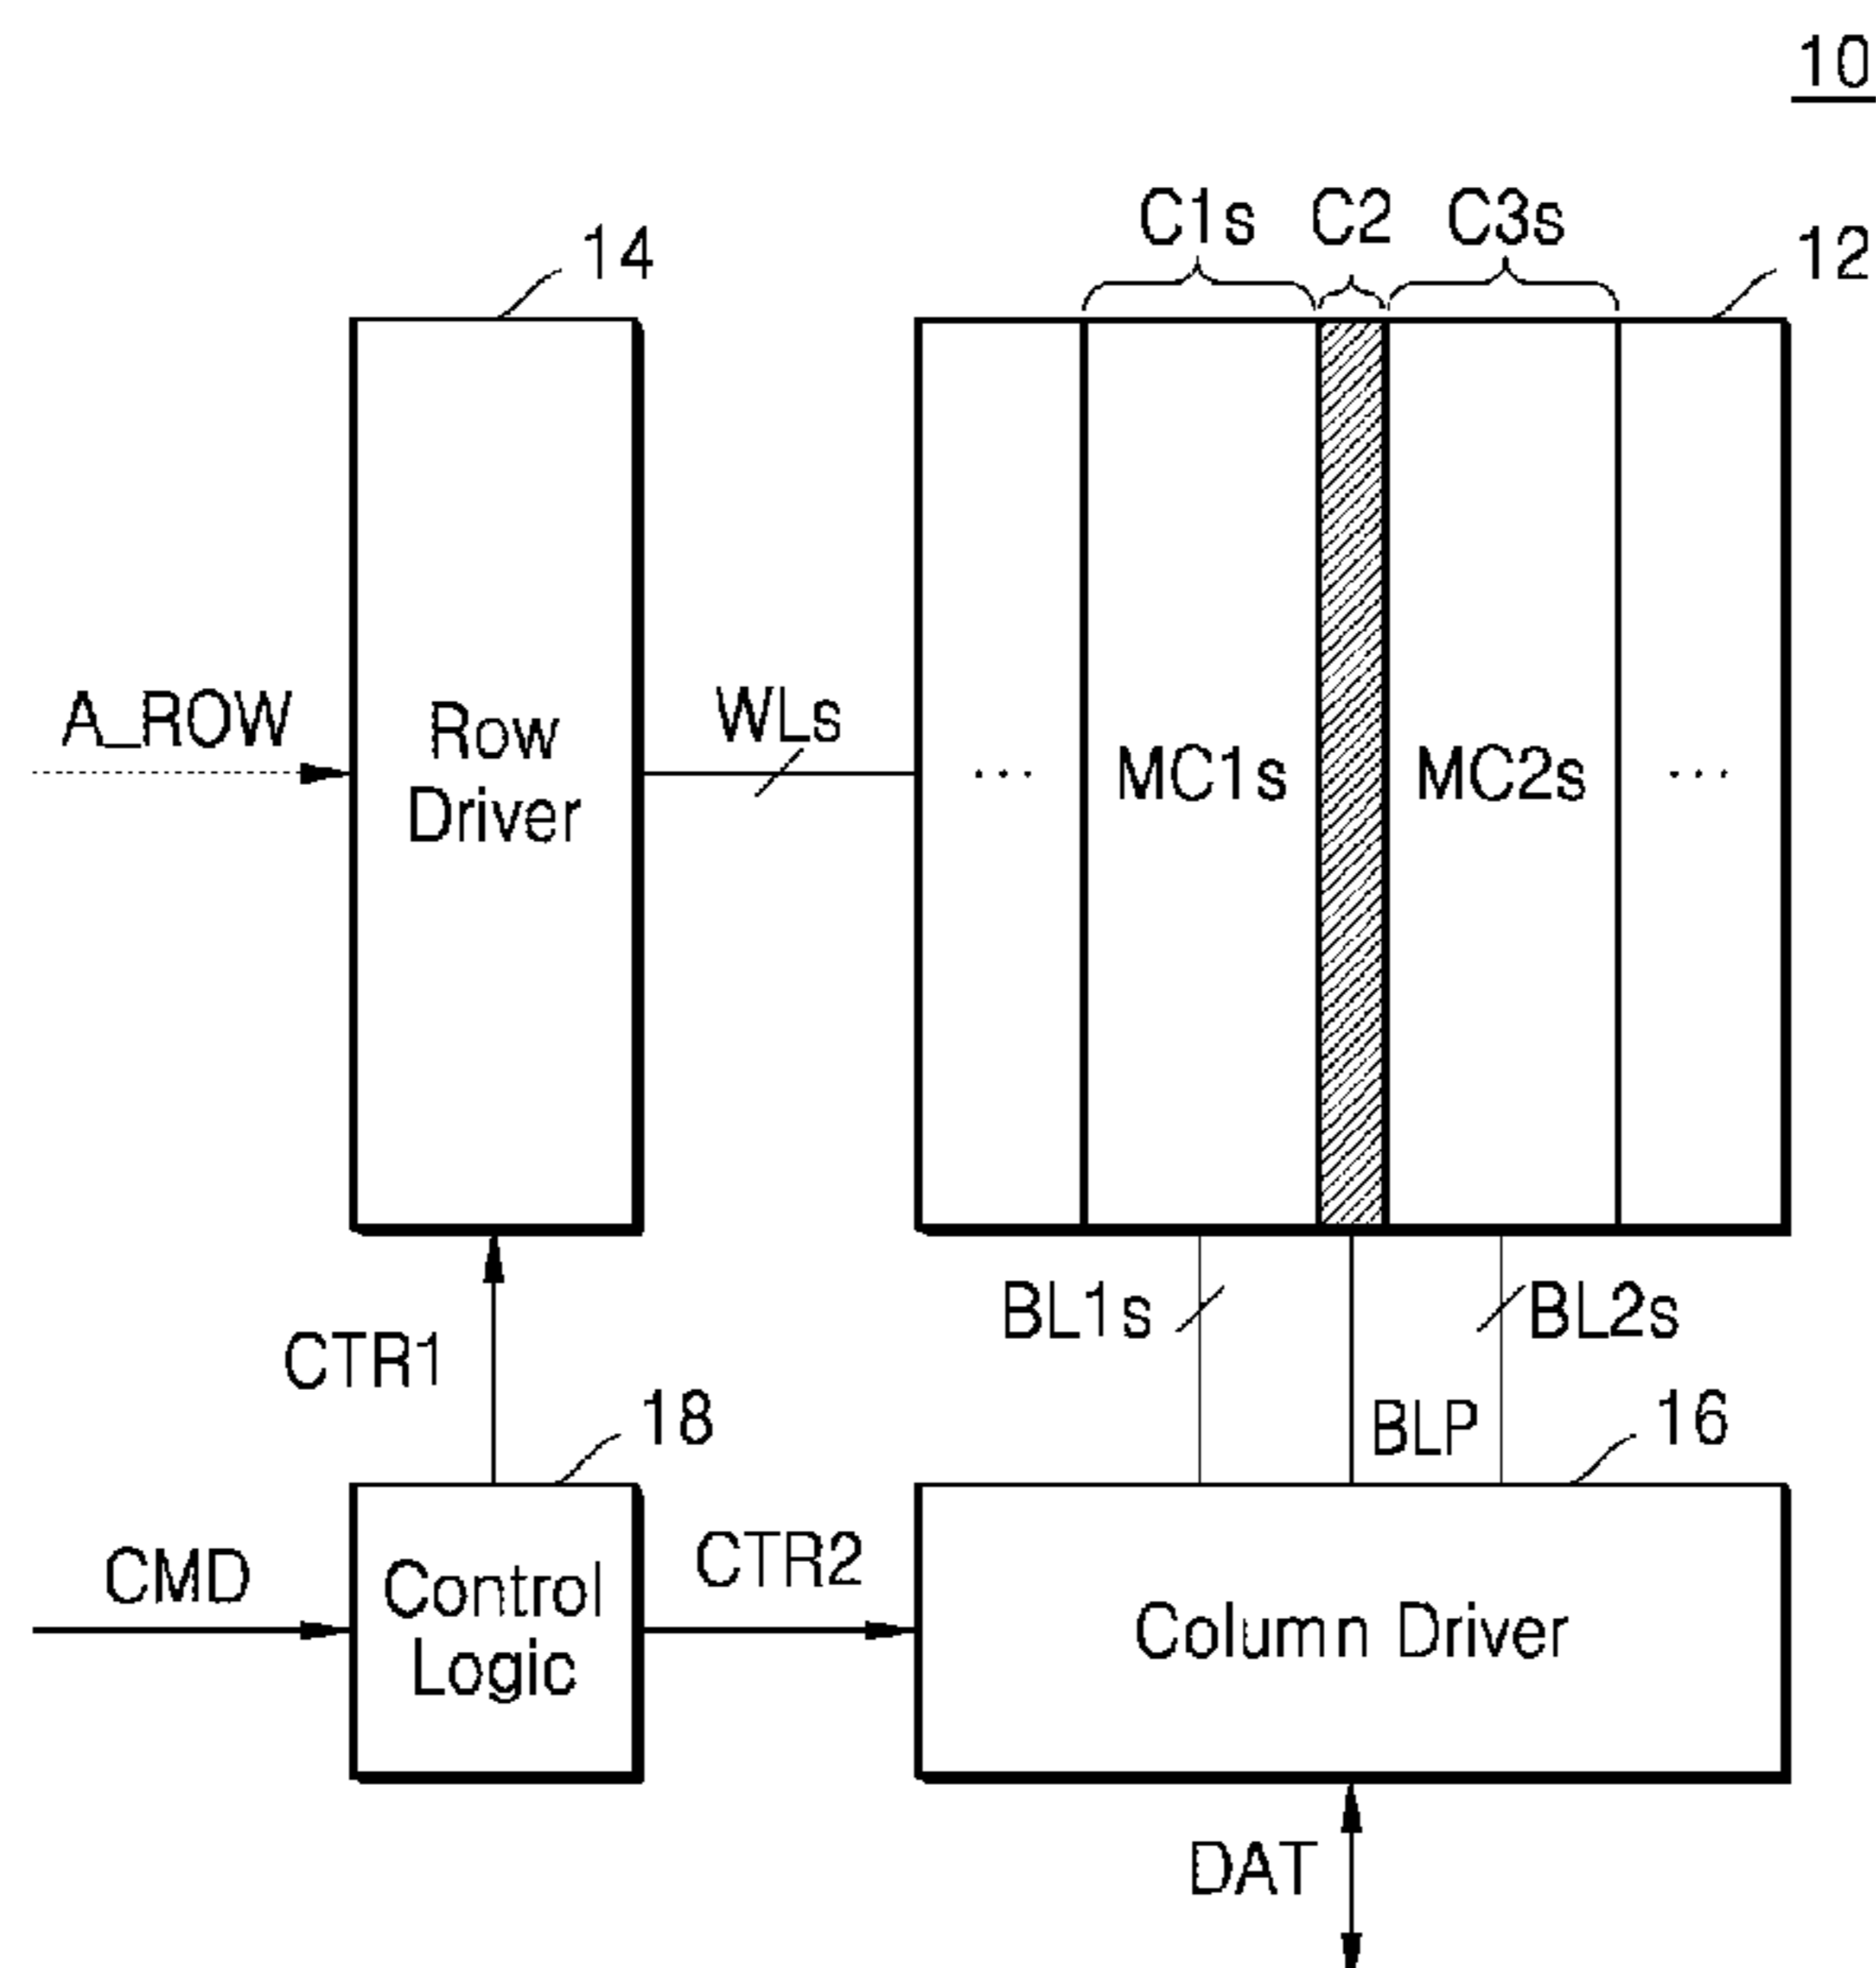 10
C1s C2 C3s
14
12
A_ROW
Row
Driver
WLs
... MC1s MC2s ...
BL1s
BL2s
CTR1
BLP
18
16
CMD
Control
Logic
CTR2
Column Driver
DAT